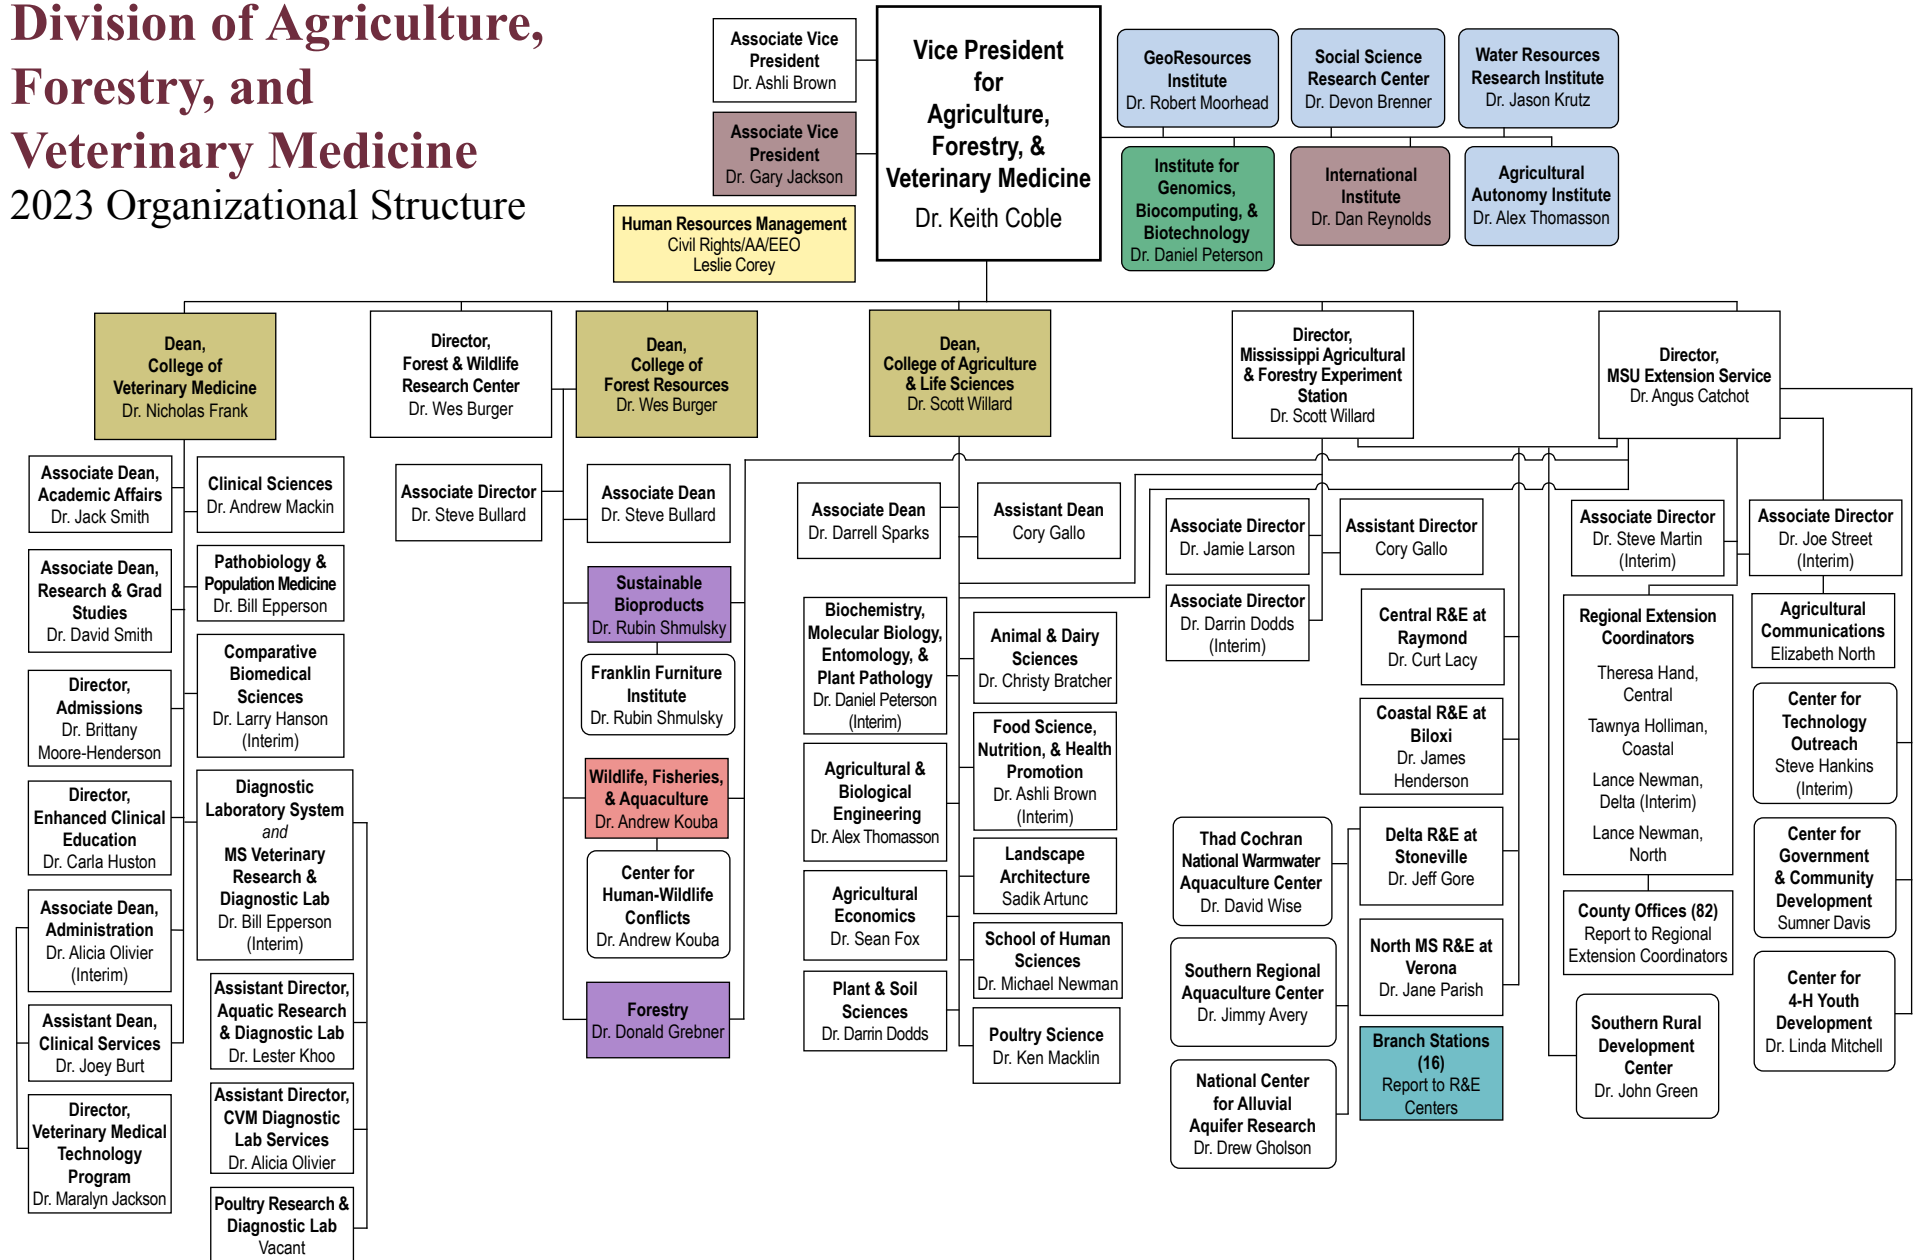 Division of Agriculture,
Forestry, and
Veterinary Medicine
2023 Organizational Structure
Associate Vice
President
Dr. Ashli Brown
Associate Vice
President
Dr. Gary Jackson
Human Resources Management
Civil Rights/AA/EEO
Leslie Corey
Vice President
for
Agriculture,
Forestry, &
Veterinary Medicine
Dr. Keith Coble
GeoResources
Institute
Dr. Robert Moorhead
Social Science
Research Center
Dr. Devon Brenner
Water Resources
Research Institute
Dr. Jason Krutz
Institute for
Genomics,
Biocomputing, &
Biotechnology
Dr. Daniel Peterson
International
Institute
Dr. Dan Reynolds
Agricultural
Autonomy Institute
Dr. Alex Thomasson
Dean,
College of
Veterinary Medicine
Dr. Nicholas Frank
Director,
Forest & Wildlife
Research Center
Dr. Wes Burger
Dean,
College of
Forest Resources
Dr. Wes Burger
Dean,
College of Agriculture
& Life Sciences
Dr. Scott Willard
Director,
Mississippi Agricultural
& Forestry Experiment
Station
Dr. Scott Willard
Director,
MSU Extension Service
Dr. Angus Catchot
Associate Dean,
Academic Affairs
Dr. Jack Smith
Associate Dean,
Research & Grad
Studies
Dr. David Smith
Director,
Admissions
Dr. Brittany
Moore-Henderson
Director,
Enhanced Clinical
Education
Dr. Carla Huston
Associate Dean,
Administration
Dr. Alicia Olivier
(Interim)
Assistant Dean,
Clinical Services
Dr. Joey Burt
Director,
Veterinary Medical
Technology
Program
Dr. Maralyn Jackson
Clinical Sciences
Dr. Andrew Mackin
Pathobiology &
Population Medicine
Dr. Bill Epperson
Comparative
Biomedical
Sciences
Dr. Larry Hanson
(Interim)
Diagnostic
Laboratory System
and
MS Veterinary
Research &
Diagnostic Lab
Dr. Bill Epperson
(Interim)
Assistant Director,
Aquatic Research
& Diagnostic Lab
Dr. Lester Khoo
Assistant Director,
CVM Diagnostic
Lab Services
Dr. Alicia Olivier
Poultry Research &
Diagnostic Lab
Vacant
Associate Director
Dr. Steve Bullard
Associate Dean
Dr. Steve Bullard
Sustainable
Bioproducts
Dr. Rubin Shmulsky
Franklin Furniture
Institute
Dr. Rubin Shmulsky
Wildlife, Fisheries,
& Aquaculture
Dr. Andrew Kouba
Center for
Human-Wildlife
Conflicts
Dr. Andrew Kouba
Forestry
Dr. Donald Grebner
Associate Dean
Dr. Darrell Sparks
Assistant Dean
Cory Gallo
Biochemistry,
Molecular Biology,
Entomology, &
Plant Pathology
Dr. Daniel Peterson
(Interim)
Agricultural &
Biological
Engineering
Dr. Alex Thomasson
Agricultural
Economics
Dr. Sean Fox
Plant & Soil
Sciences
Dr. Darrin Dodds
Animal & Dairy
Sciences
Dr. Christy Bratcher
Food Science,
Nutrition, & Health
Promotion
Dr. Ashli Brown
(Interim)
Landscape
Architecture
Sadik Artunc
School of Human
Sciences
Dr. Michael Newman
Poultry Science
Dr. Ken Macklin
Associate Director
Dr. Jamie Larson
Assistant Director
Cory Gallo
Associate Director
Dr. Darrin Dodds
(Interim)
Central R&E at
Raymond
Dr. Curt Lacy
Coastal R&E at
Biloxi
Dr. James
Henderson
Delta R&E at
Stoneville
Dr. Jeff Gore
North MS R&E at
Verona
Dr. Jane Parish
Branch Stations
(16)
Report to R&E
Centers
Thad Cochran
National Warmwater
Aquaculture Center
Dr. David Wise
Southern Regional
Aquaculture Center
Dr. Jimmy Avery
National Center
for Alluvial
Aquifer Research
Dr. Drew Gholson
Associate Director
Dr. Steve Martin
(Interim)
Associate Director
Dr. Joe Street
(Interim)
Regional Extension
Coordinators
Theresa Hand,
Central
Tawnya Holliman,
Coastal
Lance Newman,
Delta (Interim)
Lance Newman,
North
County Offices (82)
Report to Regional
Extension Coordinators
Southern Rural
Development
Center
Dr. John Green
Agricultural
Communications
Elizabeth North
Center for
Technology
Outreach
Steve Hankins
(Interim)
Center for
Government
& Community
Development
Sumner Davis
Center for
4-H Youth
Development
Dr. Linda Mitchell